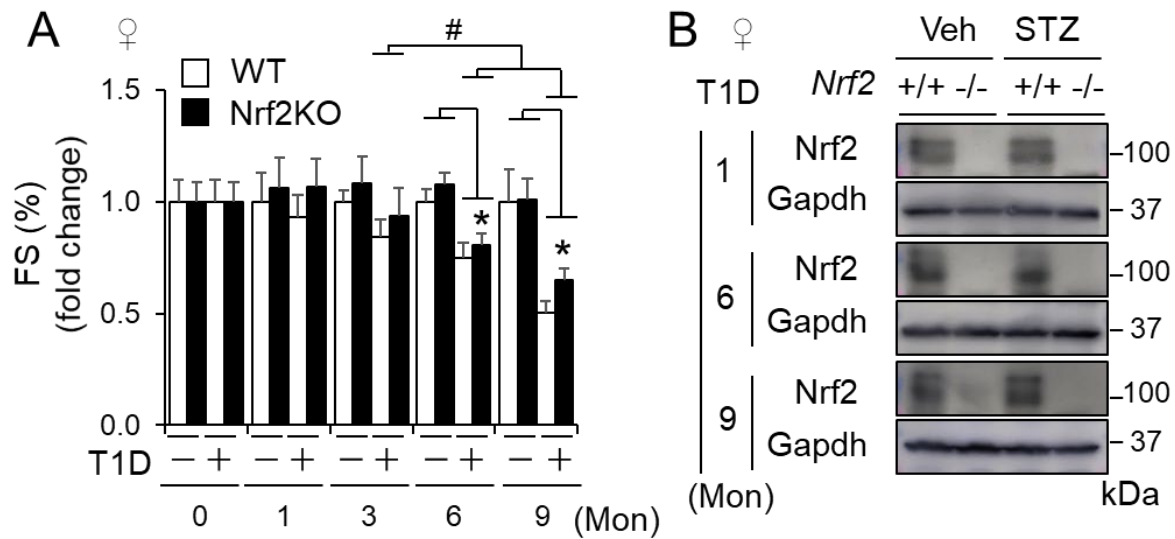 A ♀
#
WT
Nrf2KO
1.5
1.0
0.5
0.0
FS (%)
(fold change)
*
*
T1D − + − + − + − + − +
0 1 3 6 9 (Mon)
B ♀
Veh STZ
T1D Nrf2 +/+ -/- +/+ -/-
1
Nrf2 100
Gapdh 37
6
Nrf2 100
Gapdh 37
9
Nrf2 100
Gapdh 37
(Mon) kDa